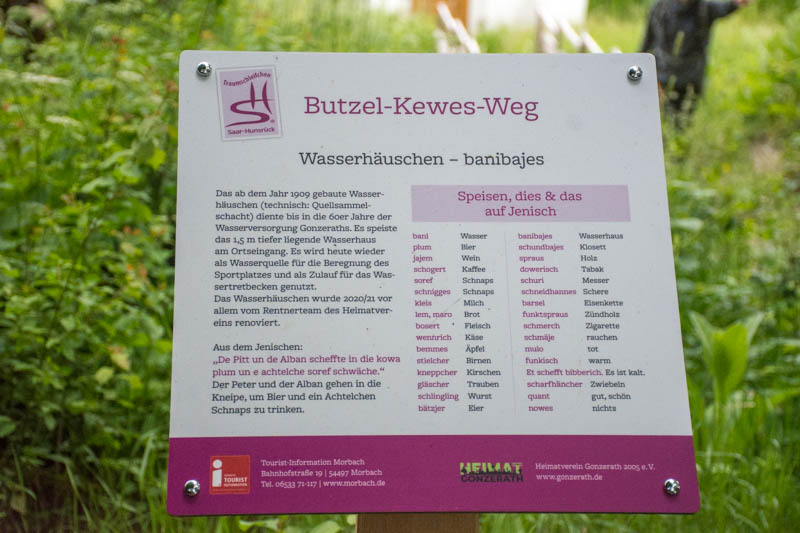 Traumschleifchen
SH
Saar-Hunsrück
Butzel-Kewes-Weg
Wasserhäuschen – banibajes
Das ab dem Jahr 1909 gebaute Wasser-
häuschen (technisch: Quellsammel-
schacht) diente bis in die 60er Jahre der
Wasserversorgung Gonzeraths. Es speiste
das 1,5 m tiefer liegende Wasserhaus
am Ortseingang. Es wird heute wieder
als Wasserquelle für die Beregnung des
Sportplatzes und als Zulauf für das Was-
sertretbecken genutzt.
Das Wasserhäuschen wurde 2020/21 vor
allem vom Rentnerteam des Heimatver-
eins renoviert.
Aus dem Jenischen:
„De Pitt un de Alban scheffte in die kowa
plum un e achtelche soref schwäche.“
Der Peter und der Alban gehen in die
Kneipe, um Bier und ein Achtelchen
Schnaps zu trinken.
Speisen, dies & das
auf Jenisch
bani Wasser
plum Bier
jajem Wein
schogert Kaffee
soref Schnaps
schnigges Schnaps
kleis Milch
lem, maro Brot
bosert Fleisch
wennrich Käse
bemmes Äpfel
stielcher Birnen
kneppcher Kirschen
gläscher Trauben
schlingling Wurst
bätzjer Eier
banibajes Wasserhaus
schundbajes Klosett
spraus Holz
dowerisch Tabak
schuri Messer
schneidhannes Schere
barsel Eisenkette
funktspraus Zündholz
schmerch Zigarette
schmäje rauchen
mulo tot
funkisch warm
Et schefft bibberich. Es ist kalt.
scharfhäncher Zwiebeln
quant gut, schön
nowes nichts
i
TOURIST
INFORMATION
Tourist-Information Morbach
Bahnhofstraße 19 | 54497 Morbach
Tel. 06533 71-117 | www.morbach.de
HEIMAT
GONZERATH
Heimatverein Gonzerath 2005 e.V.
www.gonzerath.de